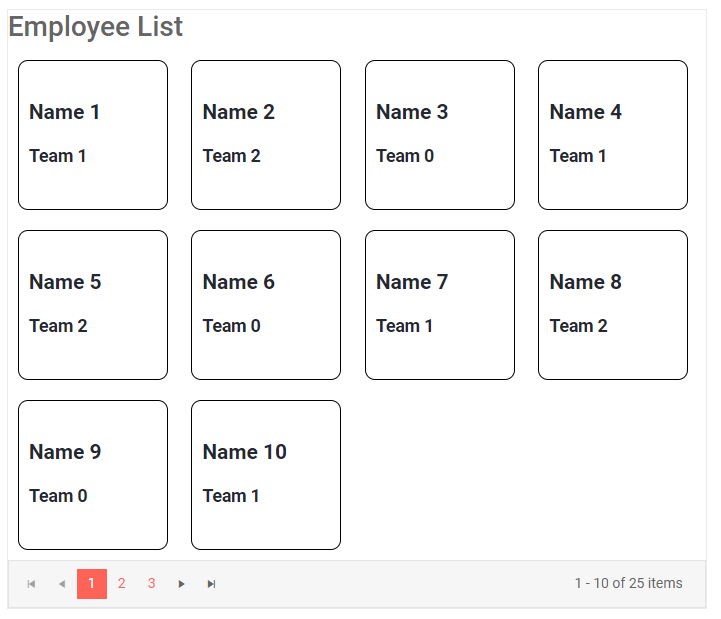 Employee List
Name 1
Team 1
Name 2
Team 2
Name 3
Team 0
Name 4
Team 1
Name 5
Team 2
Name 6
Team 0
Name 7
Team 1
Name 8
Team 2
Name 9
Team 0
Name 10
Team 1
1 2 3
1 - 10 of 25 items